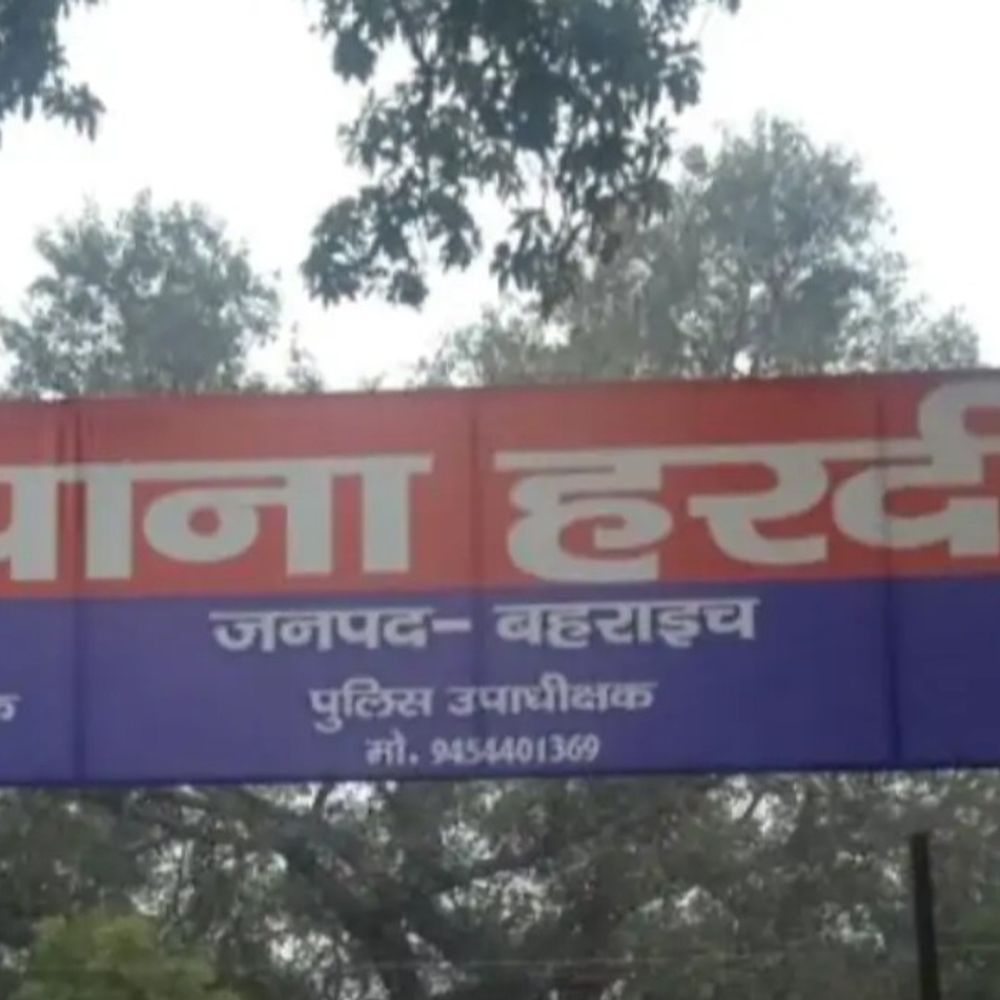 थाना हरदी
जनपद- बहराइच
पुलिस उपाधीक्षक
मो. 9454401369